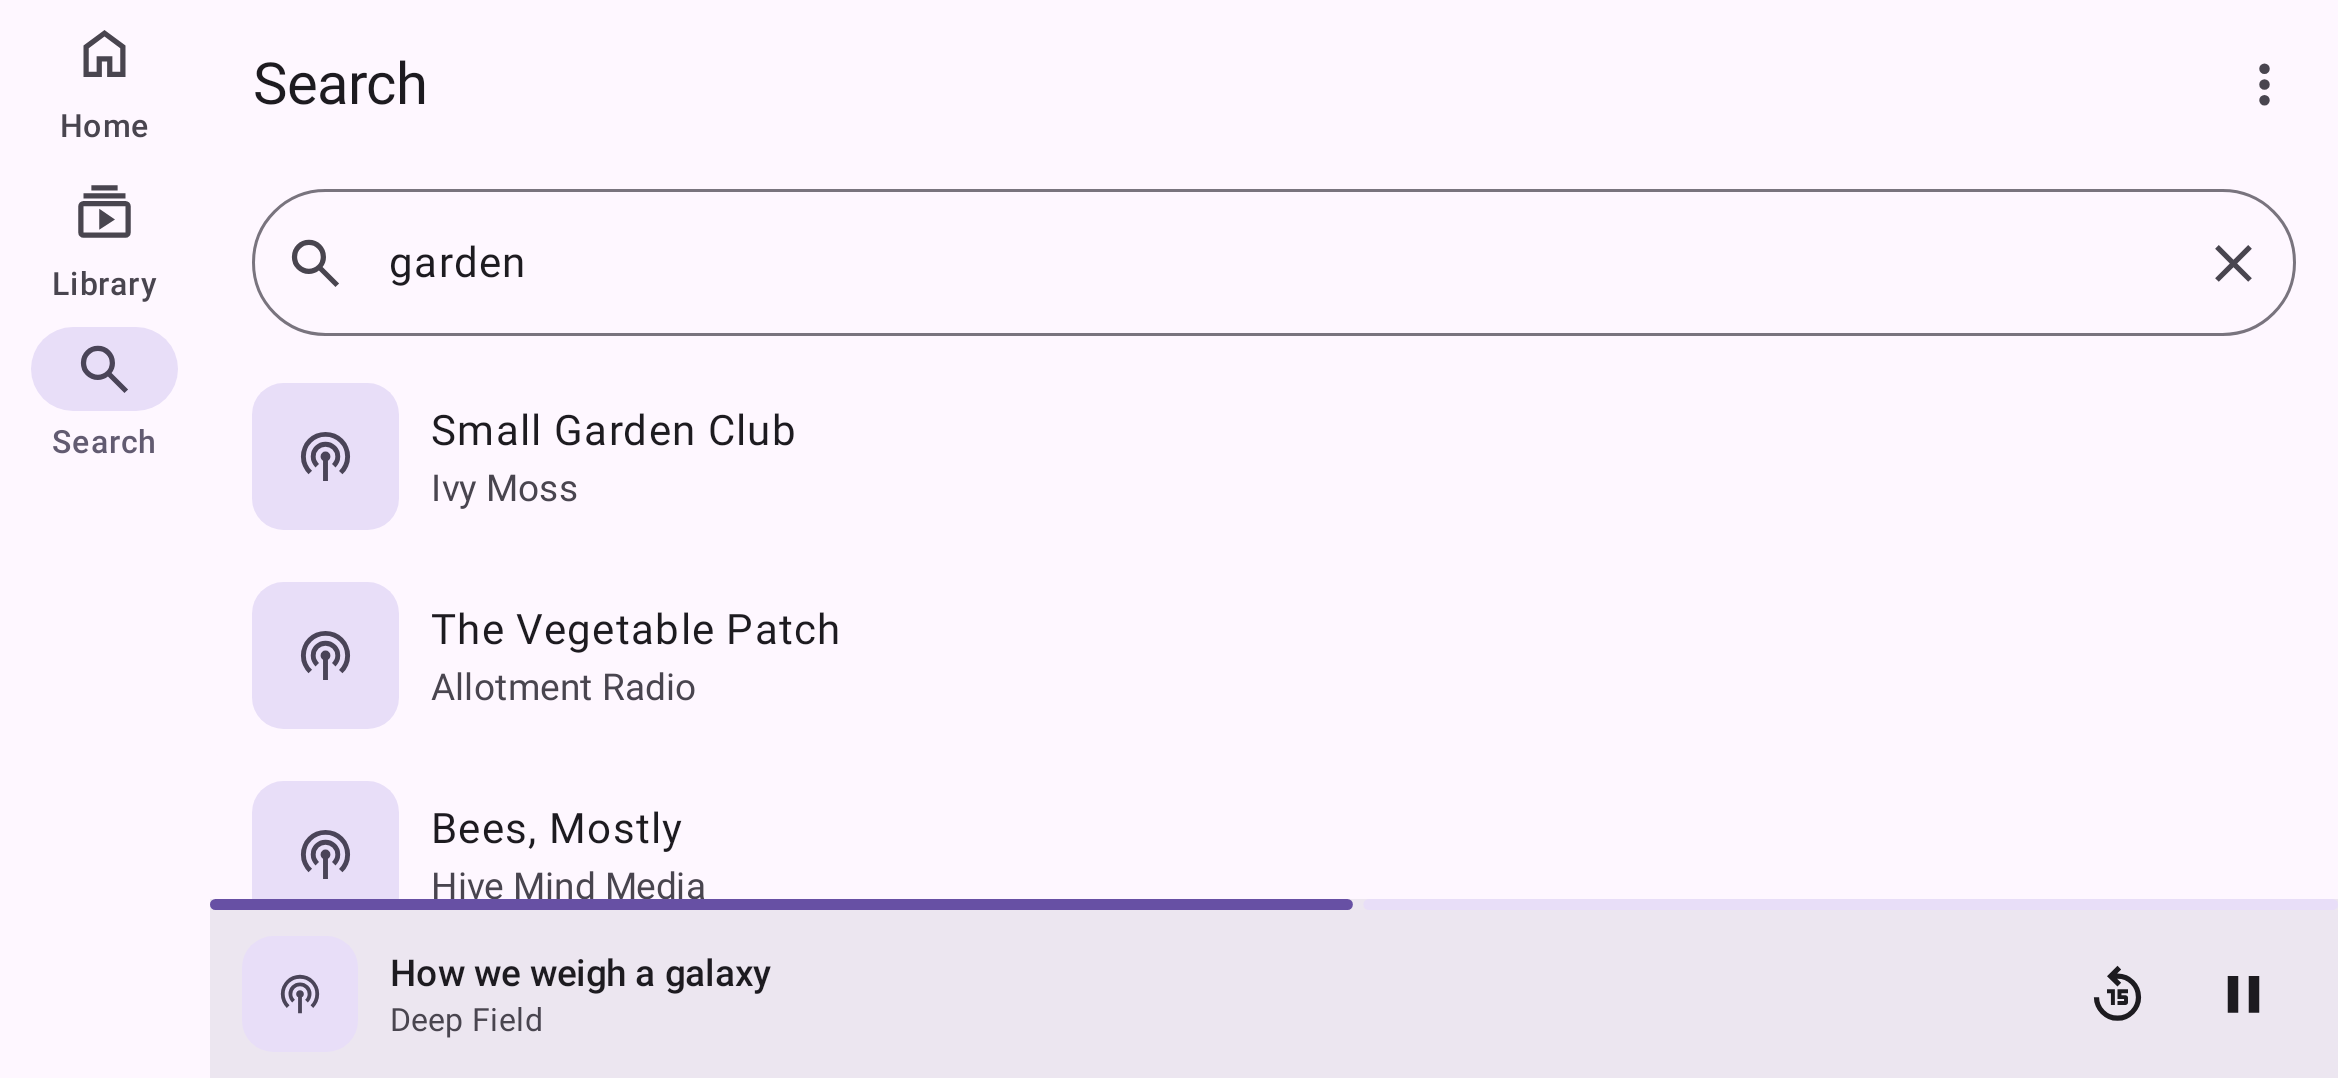 Home
Library
Search
Search
garden
Small Garden Club
Ivy Moss
The Vegetable Patch
Allotment Radio
Bees, Mostly
Hive Mind Media
How we weigh a galaxy
Deep Field
15